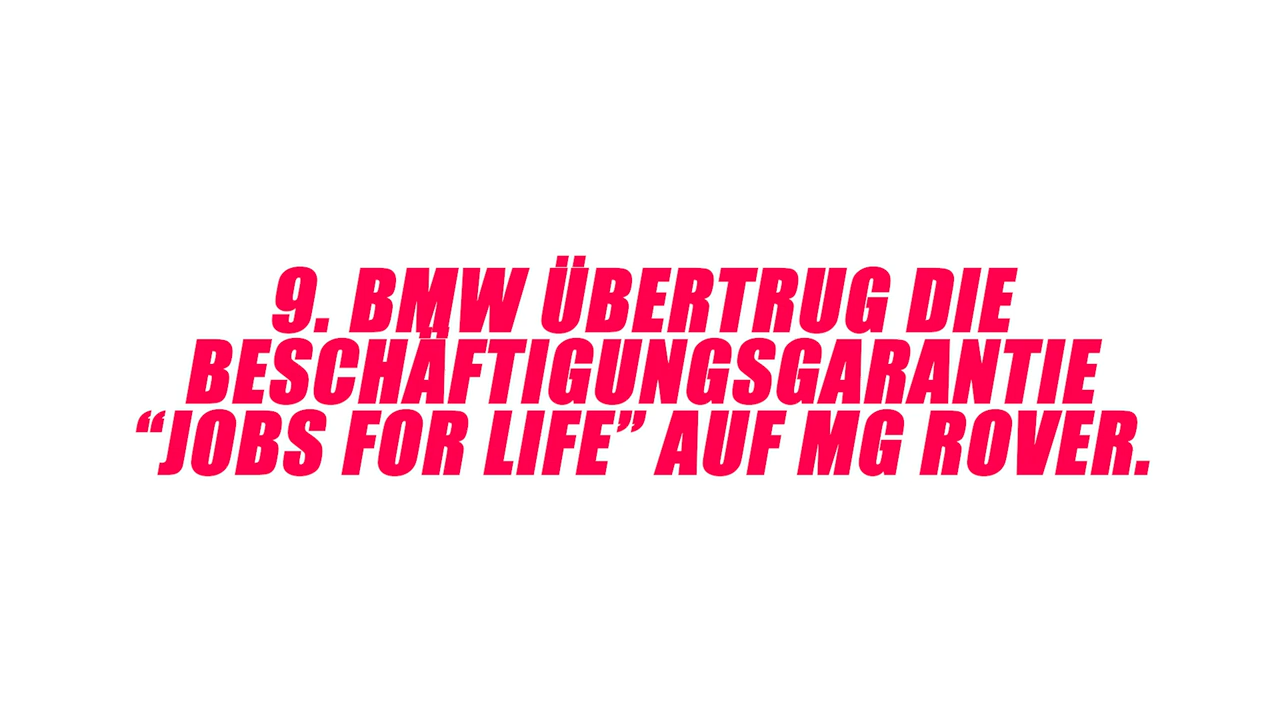 9. BMW ÜBERTRUG DIE
BESCHÄFTIGUNGSGARANTIE
“JOBS FOR LIFE” AUF MG ROVER.